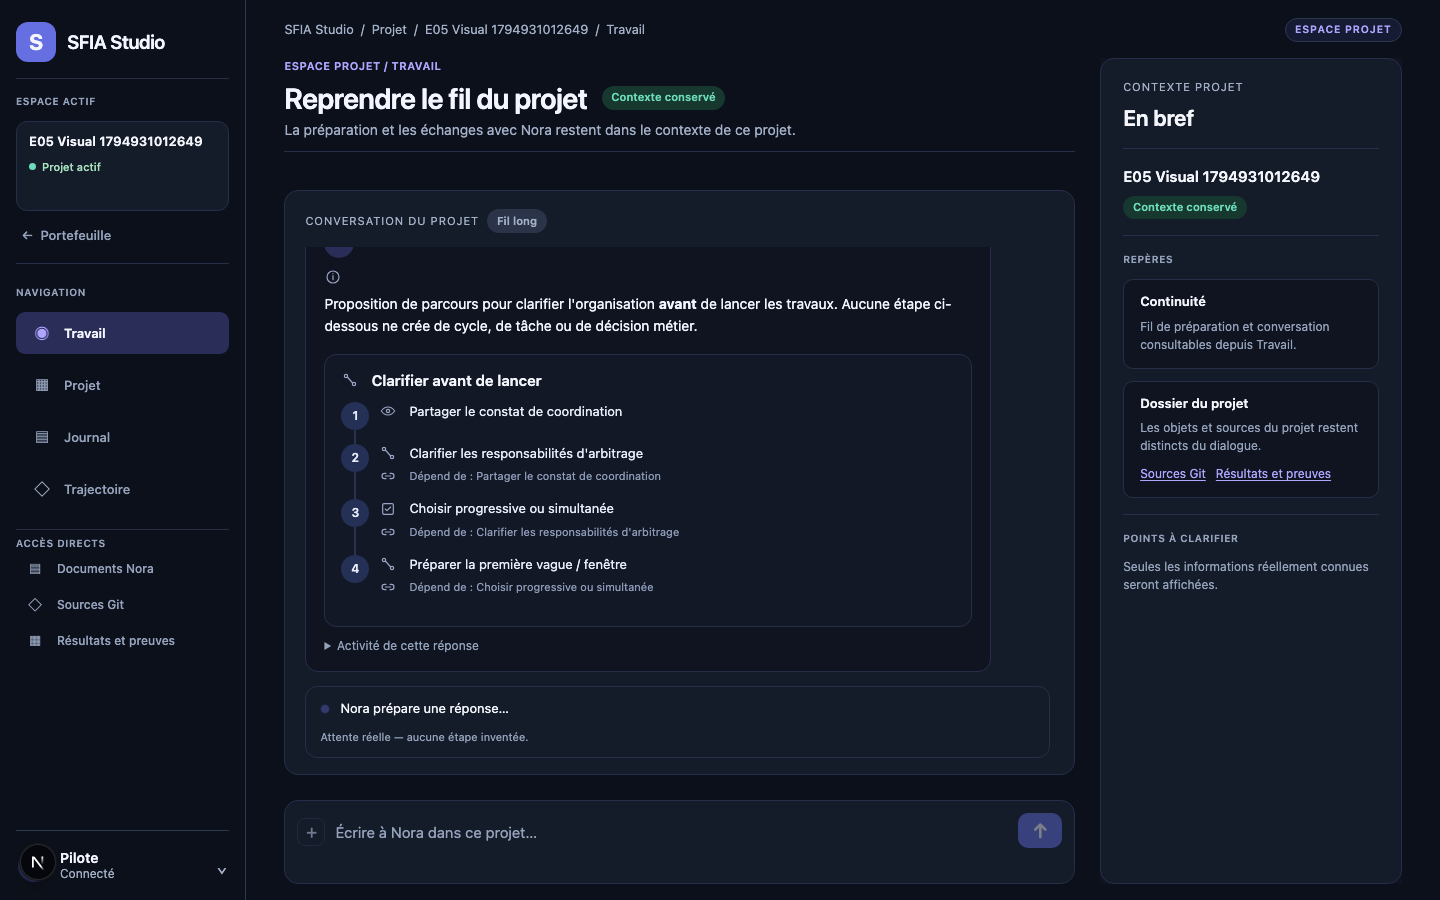 S
SFIA Studio
ESPACE ACTIF
E05 Visual 1794931012649
Projet actif
← Portefeuille
NAVIGATION
Travail
Projet
Journal
Trajectoire
ACCÈS DIRECTS
Documents Nora
Sources Git
Résultats et preuves
N
Pilote
Connecté
SFIA Studio / Projet / E05 Visual 1794931012649 / Travail
ESPACE PROJET
ESPACE PROJET / TRAVAIL
Reprendre le fil du projet
Contexte conservé
La préparation et les échanges avec Nora restent dans le contexte de ce projet.
CONVERSATION DU PROJET
Fil long
Proposition de parcours pour clarifier l'organisation avant de lancer les travaux. Aucune étape ci-
dessous ne crée de cycle, de tâche ou de décision métier.
Clarifier avant de lancer
1
Partager le constat de coordination
2
Clarifier les responsabilités d'arbitrage
Dépend de : Partager le constat de coordination
3
Choisir progressive ou simultanée
Dépend de : Clarifier les responsabilités d'arbitrage
4
Préparer la première vague / fenêtre
Dépend de : Choisir progressive ou simultanée
Activité de cette réponse
Nora prépare une réponse...
Attente réelle — aucune étape inventée.
+
Écrire à Nora dans ce projet...
CONTEXTE PROJET
En bref
E05 Visual 1794931012649
Contexte conservé
REPÈRES
Continuité
Fil de préparation et conversation
consultables depuis Travail.
Dossier du projet
Les objets et sources du projet restent
distincts du dialogue.
Sources Git Résultats et preuves
POINTS À CLARIFIER
Seules les informations réellement connues
seront affichées.